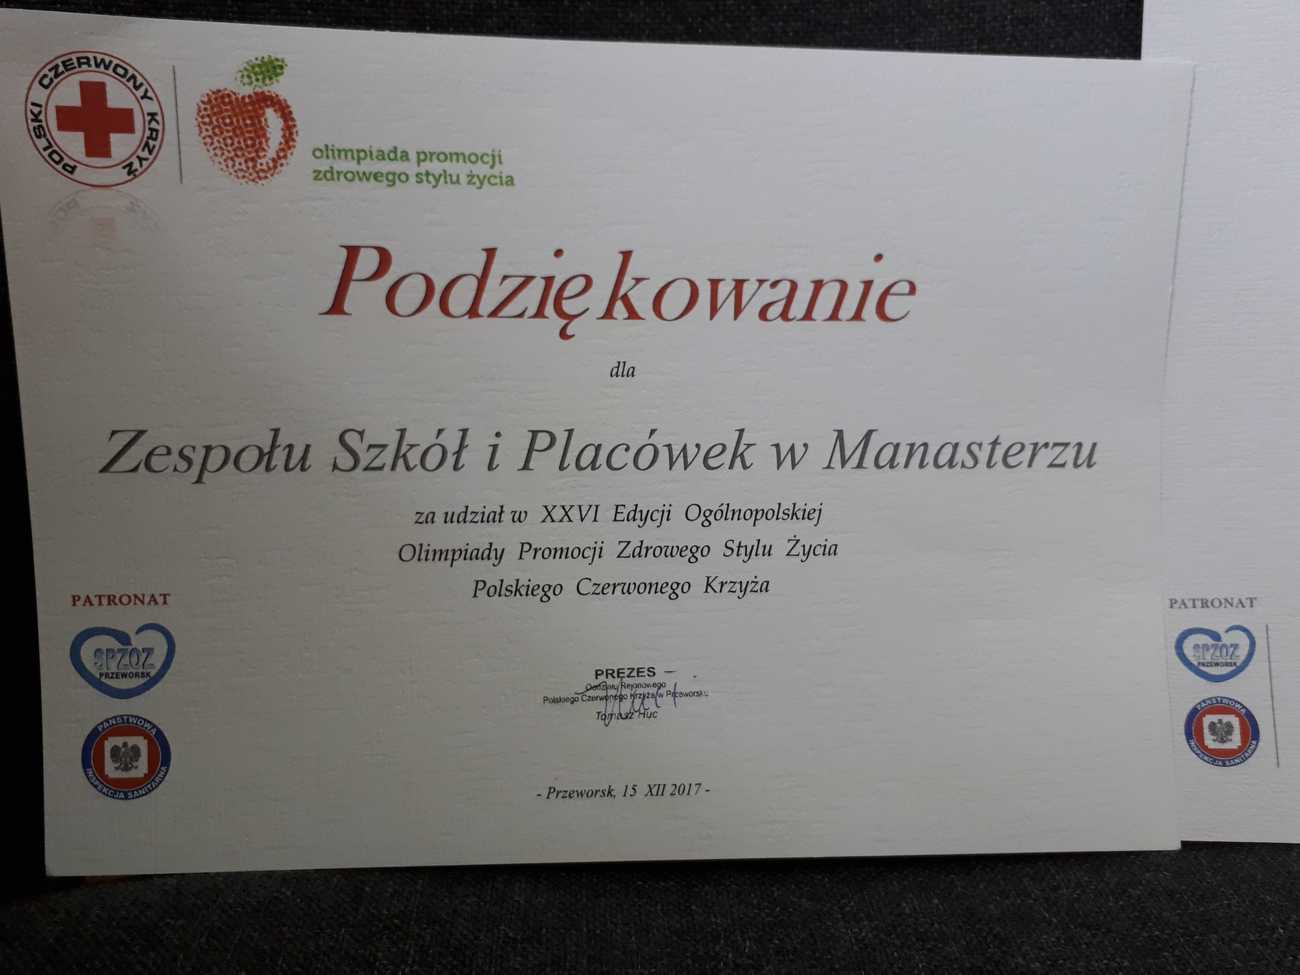 POLSKI CZERWONY KRZYŻ
olimpiada promocji
zdrowego stylu życia
Podziękowanie
dla
Zespołu Szkół i Placówek w Manasterzu
za udział w XXVI Edycji Ogólnopolskiej
Olimpiady Promocji Zdrowego Stylu Życia
Polskiego Czerwonego Krzyża
PATRONAT
SPZOZ
PRZEWORSK
PAŃSTWOWA
INSPEKCJA SANITARNA
PREZES
Oddziału Rejonowego
Polskiego Czerwonego Krzyża w Przeworsku
Tomasz Huc
- Przeworsk, 15 XII 2017 -
PATRONAT
SPZOZ
PRZEWORSK
PAŃSTWOWA
INSPEKCJA SANITARNA